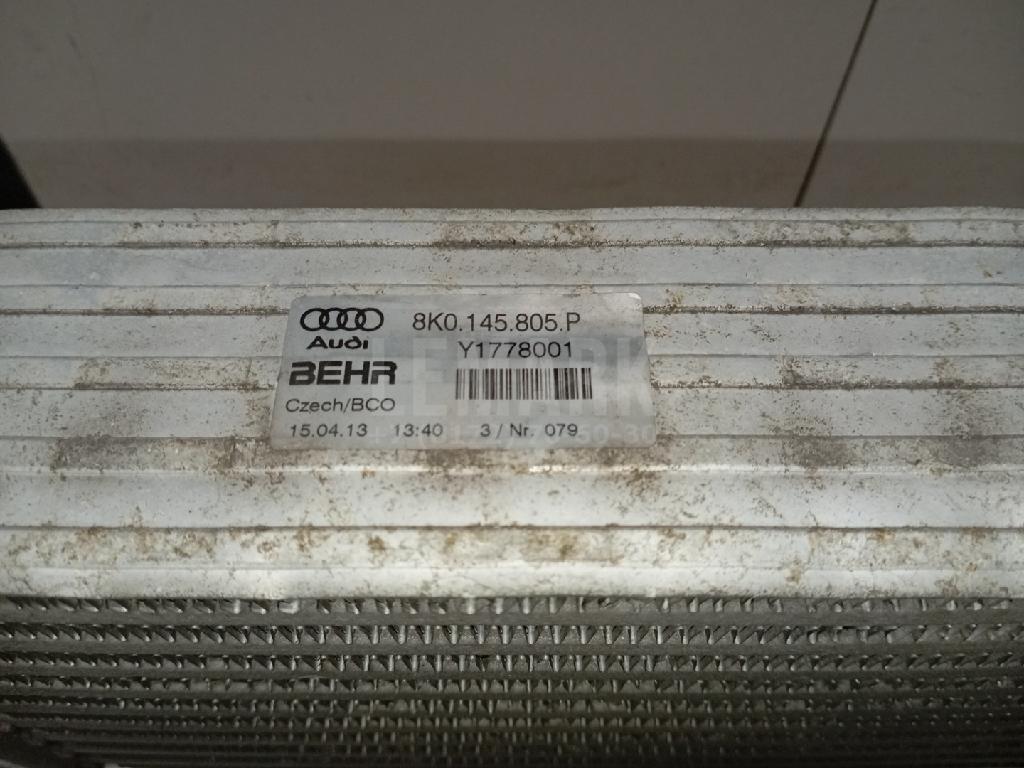 8K0.145.805.P
Audi
Y1778001
BEHR
Czech/BCO
15.04.13 13:40 3 / Nr. 079